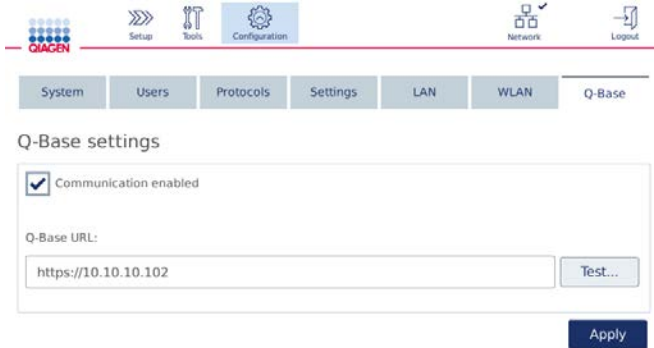 QIAGEN
Setup
Tools
Configuration
Network
Logout
System Users Protocols Settings LAN WLAN Q-Base
Q-Base settings
Communication enabled
Q-Base URL:
https://10.10.10.102 Test...
Apply